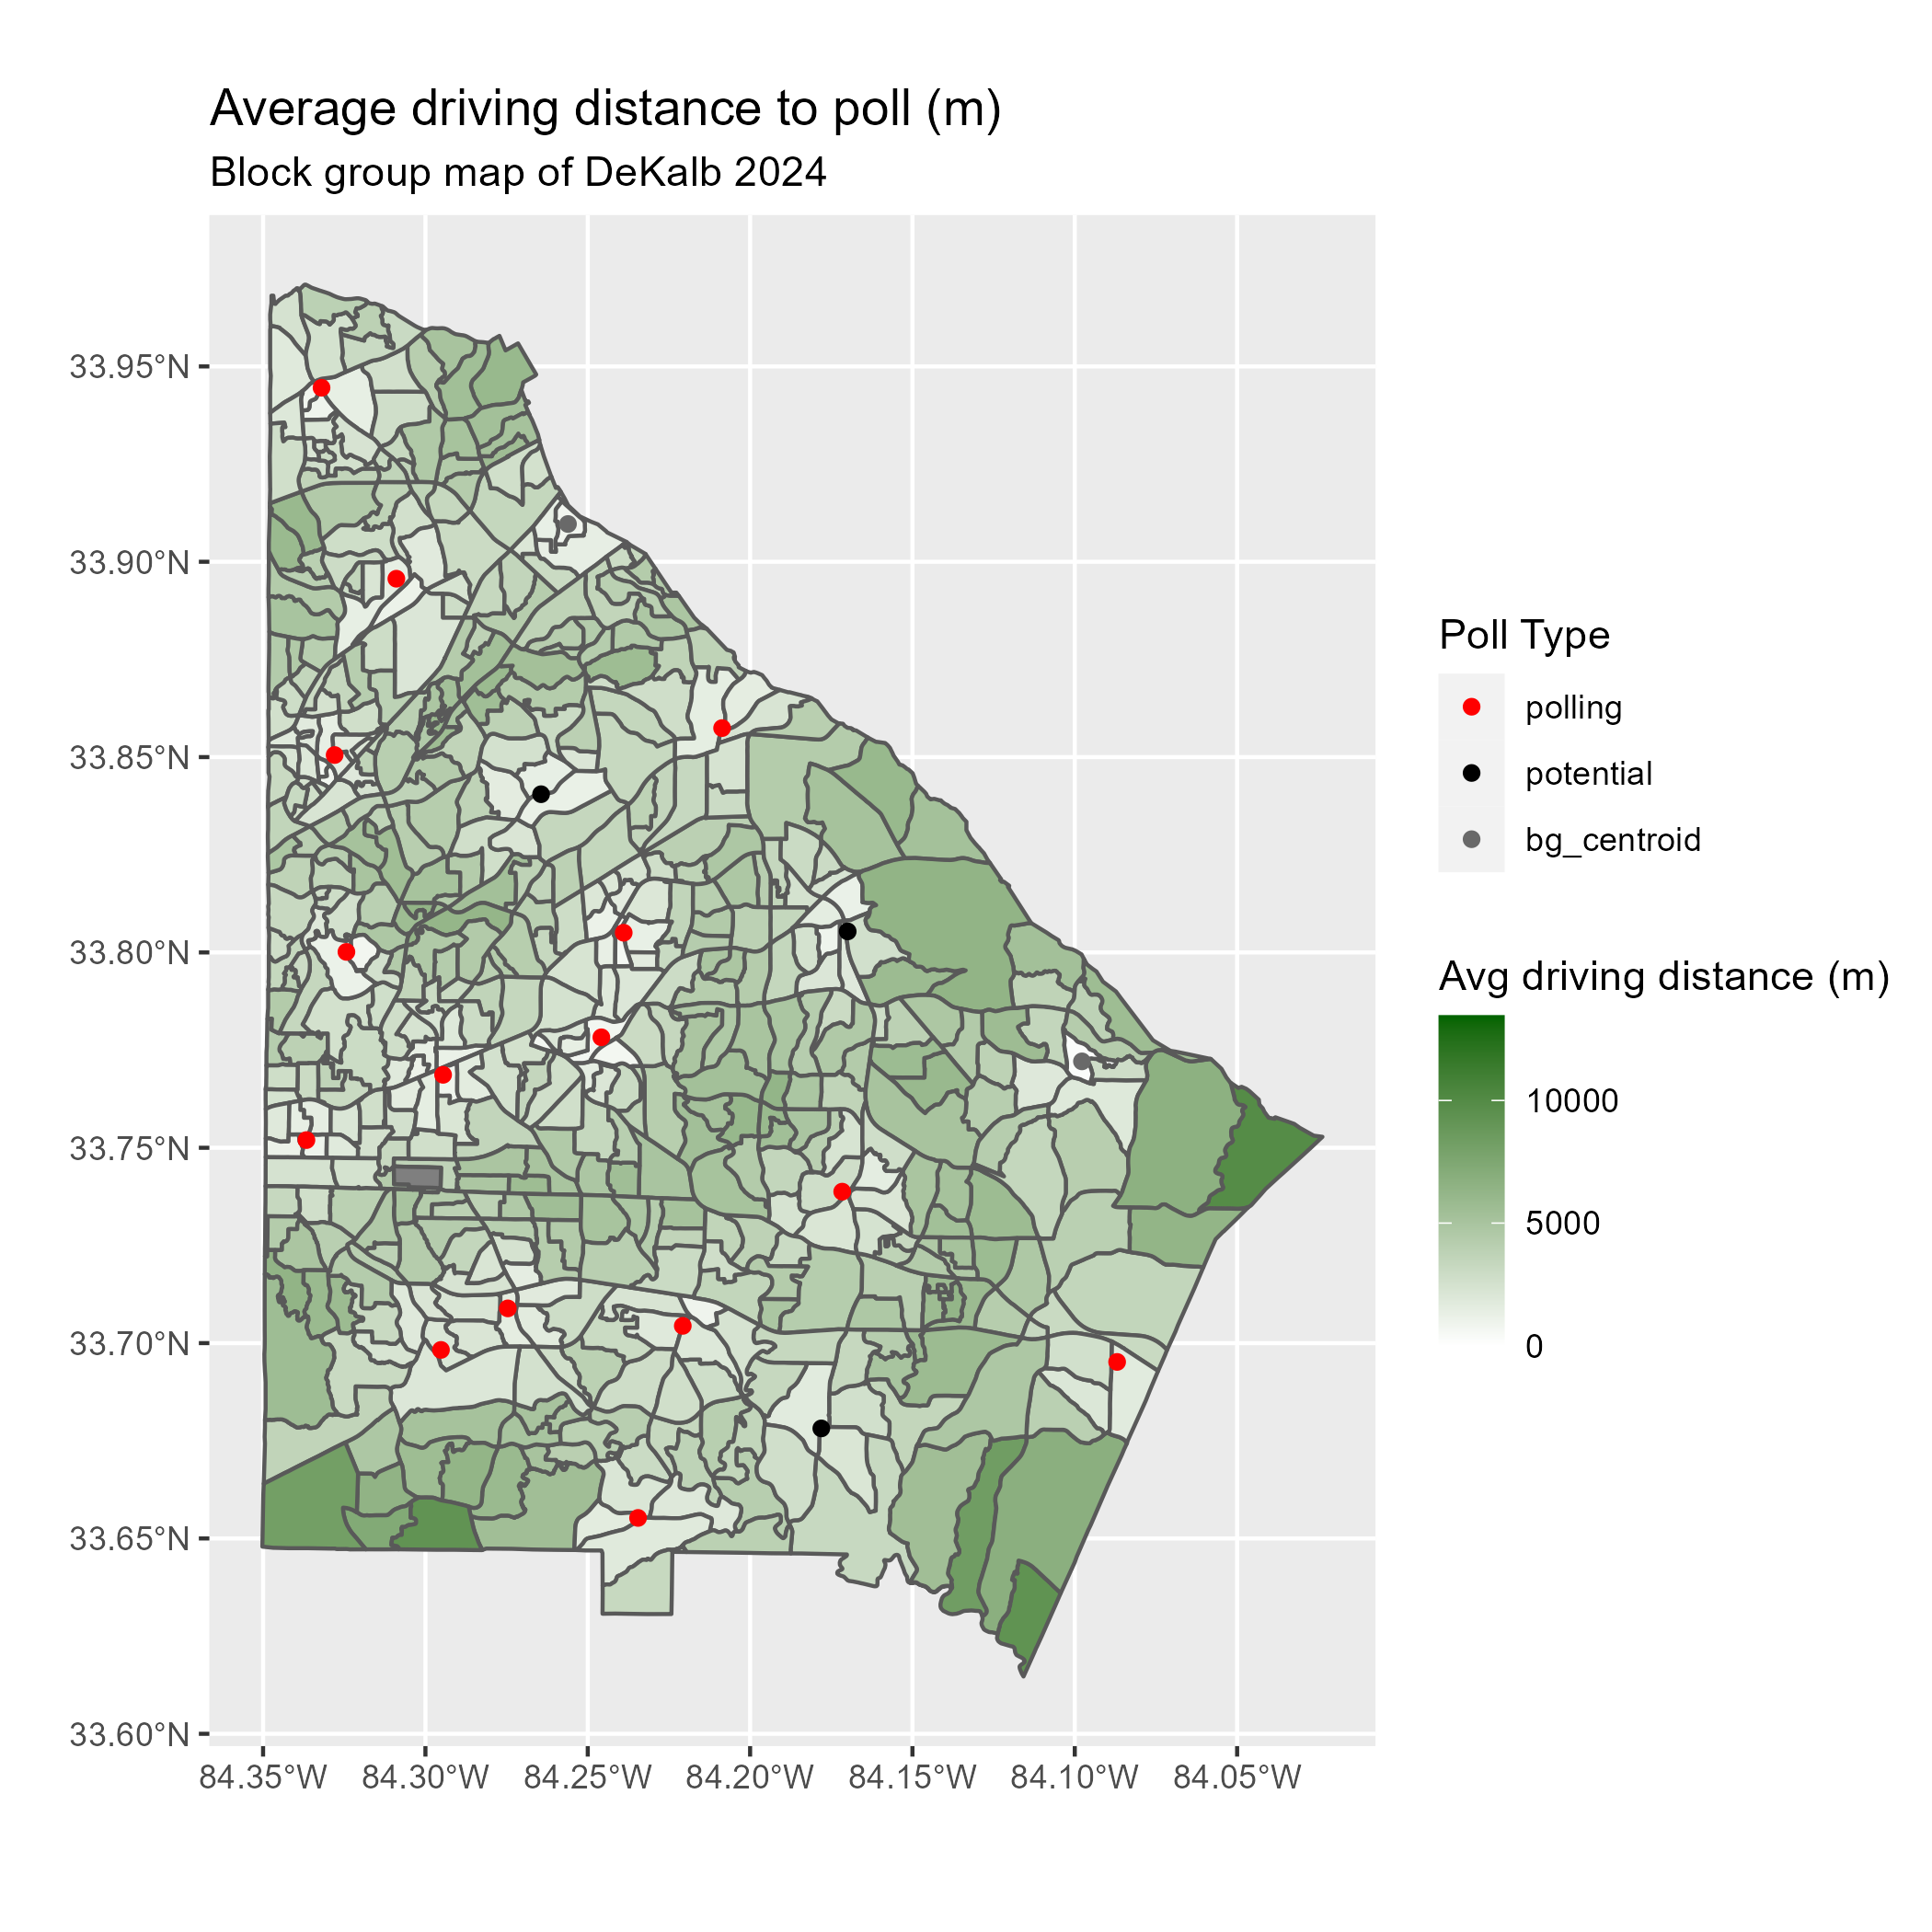 Average driving distance to poll (m)
Block group map of DeKalb 2024
33.95°N
33.90°N
33.85°N
33.80°N
33.75°N
33.70°N
33.65°N
33.60°N
84.35°W 84.30°W 84.25°W 84.20°W 84.15°W 84.10°W 84.05°W
Poll Type
polling
potential
bg_centroid
Avg driving distance (m)
10000
5000
0